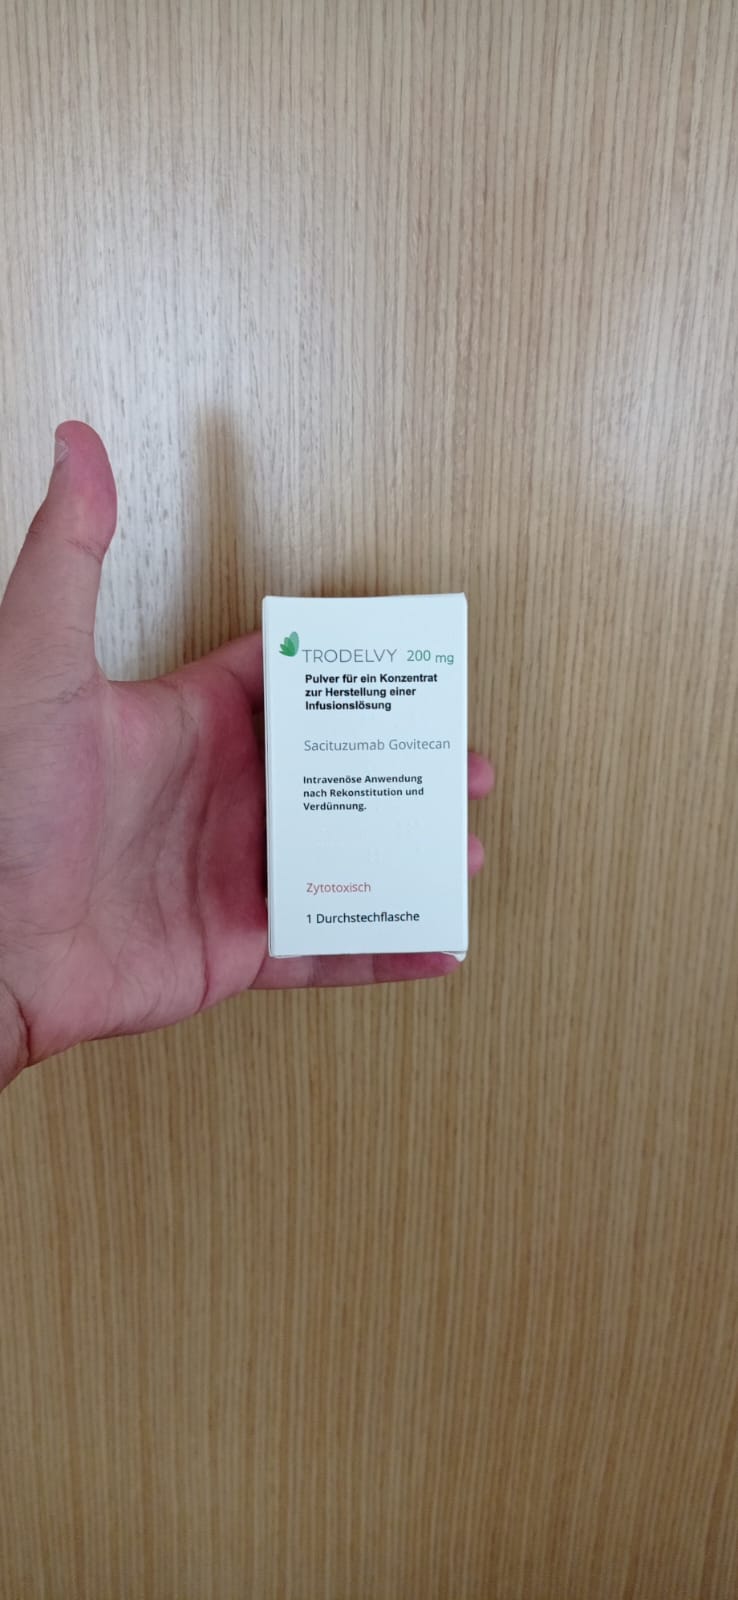 TRODELVY 200 mg
Pulver für ein Konzentrat
zur Herstellung einer
Infusionslösung
Sacituzumab Govitecan
Intravenöse Anwendung
nach Rekonstitution und
Verdünnung.
Zytotoxisch
1 Durchstechflasche